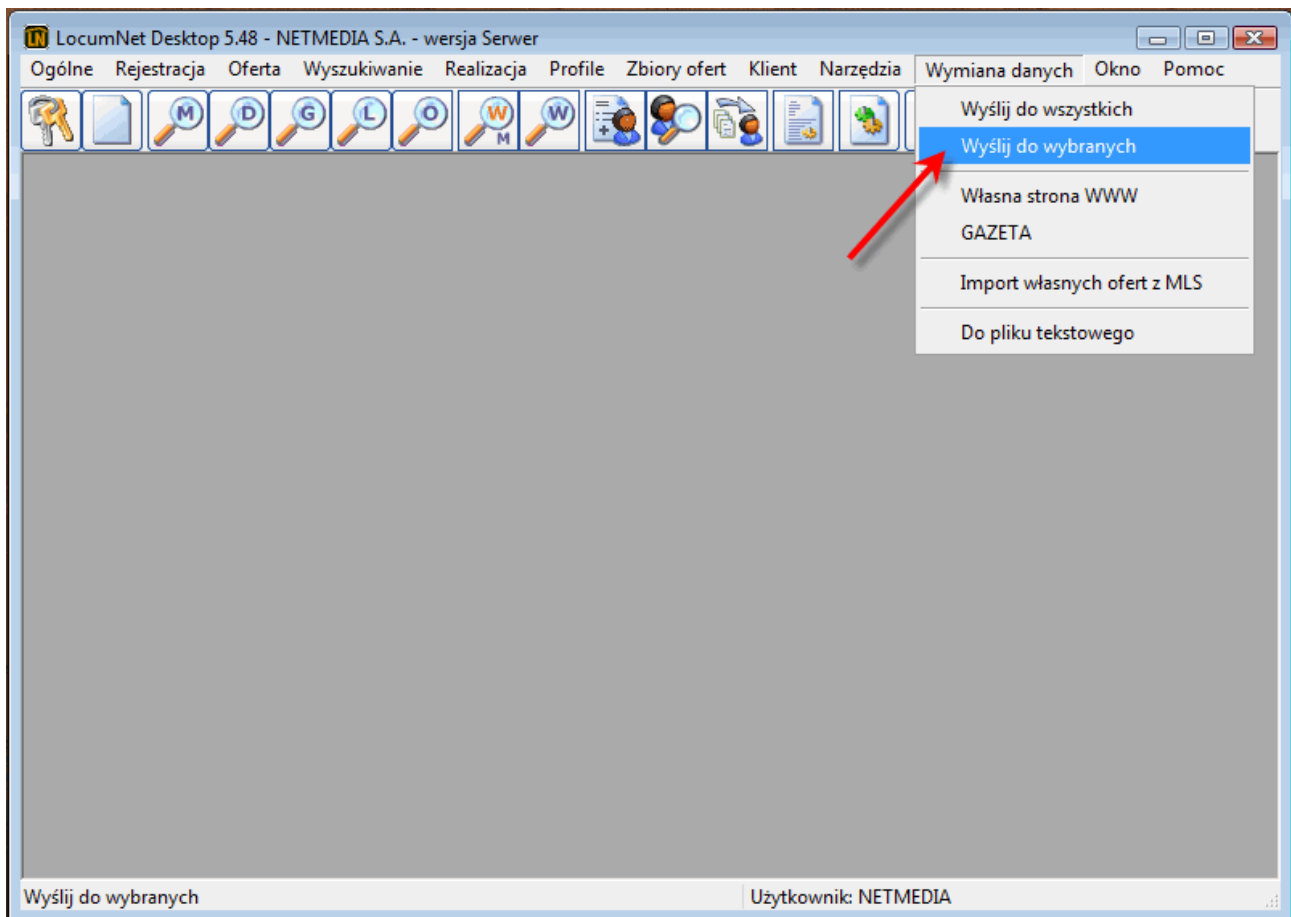 LocumNet Desktop 5.48 - NETMEDIA S.A. - wersja Serwer
Ogólne Rejestracja Oferta Wyszukiwanie Realizacja Profile Zbiory ofert Klient Narzędzia Wymiana danych Okno Pomoc
M D G L O W M W
Wyślij do wszystkich
Wyślij do wybranych
Własna strona WWW
GAZETA
Import własnych ofert z MLS
Do pliku tekstowego
Wyślij do wybranych Użytkownik: NETMEDIA